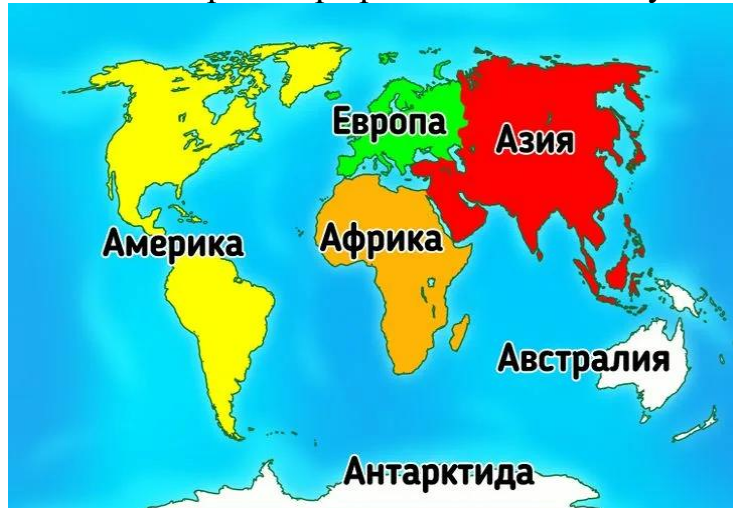 Европа
Азия
Америка
Африка
Австралия
Антарктида